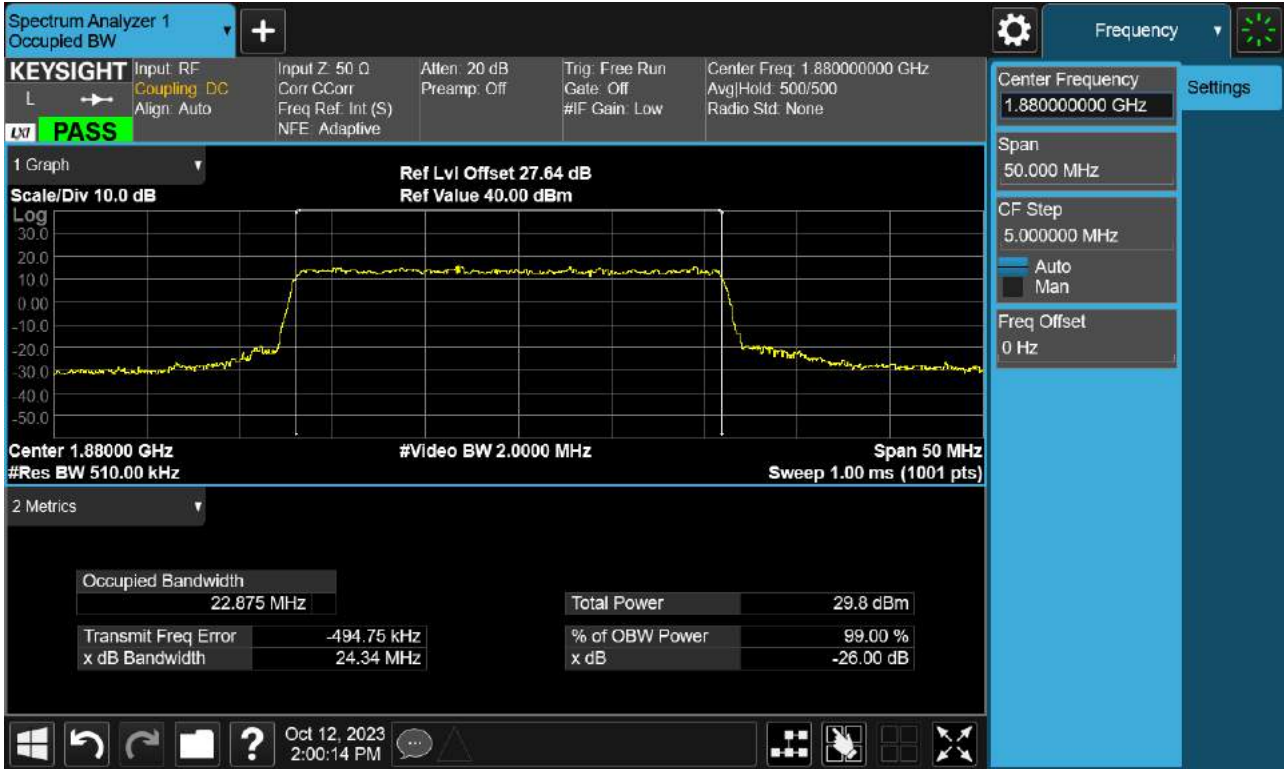 Spectrum Analyzer 1
Occupied BW
+
Frequency
KEYSIGHT
L
LXI
PASS
Input: RF
Coupling: DC
Align: Auto
Input Z: 50 Ω
Corr CCorr
Freq Ref: Int (S)
NFE: Adaptive
Atten: 20 dB
Preamp: Off
Trig: Free Run
Gate: Off
#IF Gain: Low
Center Freq: 1.880000000 GHz
Avg|Hold: 500/500
Radio Std: None
Center Frequency
1.880000000 GHz
Settings
Span
50.000 MHz
CF Step
5.000000 MHz
Auto
Man
Freq Offset
0 Hz
1 Graph
Scale/Div 10.0 dB
Ref Lvl Offset 27.64 dB
Ref Value 40.00 dBm
Log
30.0
20.0
10.0
0.00
-10.0
-20.0
-30.0
-40.0
-50.0
Center 1.88000 GHz
#Res BW 510.00 kHz
#Video BW 2.0000 MHz
Span 50 MHz
Sweep 1.00 ms (1001 pts)
2 Metrics
Occupied Bandwidth
22.875 MHz
Total Power 29.8 dBm
Transmit Freq Error -494.75 kHz
% of OBW Power 99.00 %
x dB Bandwidth 24.34 MHz
x dB -26.00 dB
?
Oct 12, 2023
2:00:14 PM